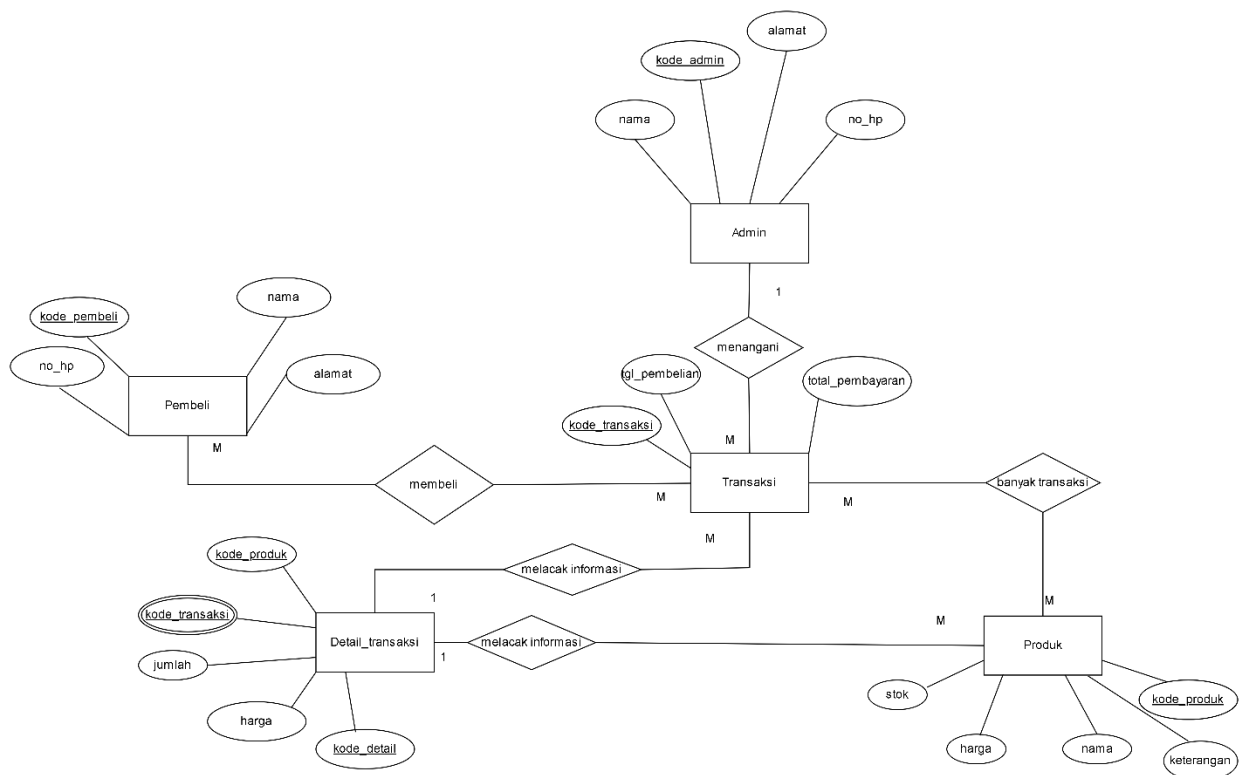 alamat
kode_admin
nama
no_hp
Admin
1
menangani
nama
kode_pembeli
no_hp
alamat
Pembeli
M
tgl_pembelian
total_pembayaran
kode_transaksi
M
Transaksi
membeli
M
M
banyak transaksi
M
kode_produk
melacak informasi
1
M
M
kode_transaksi
Detail_transaksi
melacak informasi
1
Produk
jumlah
harga
kode_detail
stok
kode_produk
harga
nama
keterangan